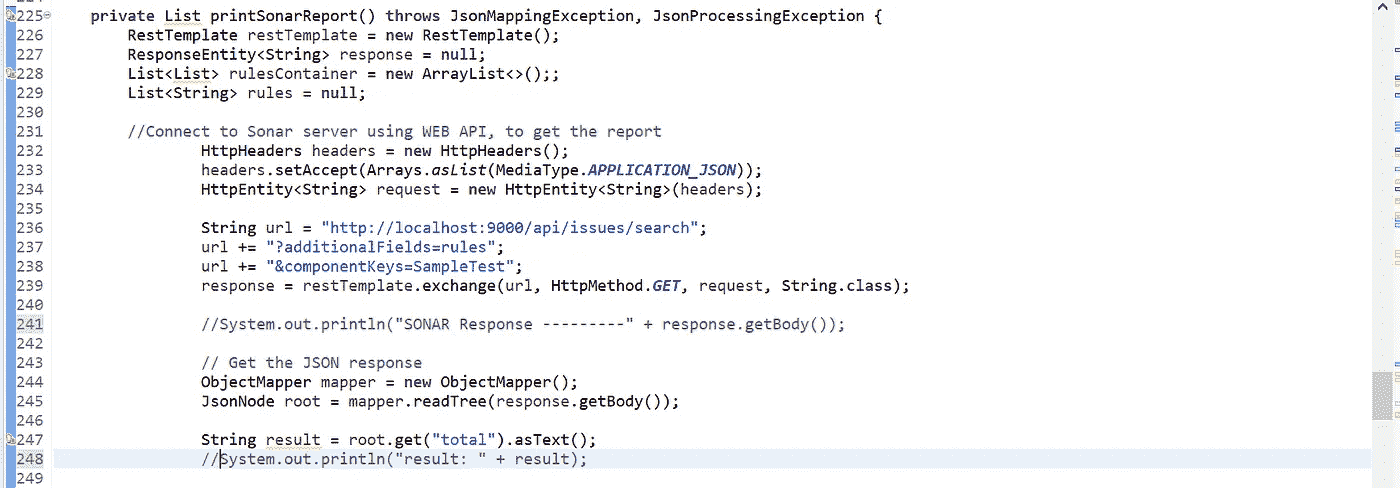 225 private List printSonarReport() throws JsonMappingException, JsonProcessingException {
226 RestTemplate restTemplate = new RestTemplate();
227 ResponseEntity<String> response = null;
228 List<List> rulesContainer = new ArrayList<>();;
229 List<String> rules = null;
230
231 //Connect to Sonar server using WEB API, to get the report
232 HttpHeaders headers = new HttpHeaders();
233 headers.setAccept(Arrays.asList(MediaType.APPLICATION_JSON));
234 HttpEntity<String> request = new HttpEntity<String>(headers);
235
236 String url = "http://localhost:9000/api/issues/search";
237 url += "?additionalFields=rules";
238 url += "&componentKeys=SampleTest";
239 response = restTemplate.exchange(url, HttpMethod.GET, request, String.class);
240
241 //System.out.println("SONAR Response ---------" + response.getBody());
242
243 // Get the JSON response
244 ObjectMapper mapper = new ObjectMapper();
245 JsonNode root = mapper.readTree(response.getBody());
246
247 String result = root.get("total").asText();
248 //System.out.println("result: " + result);
249